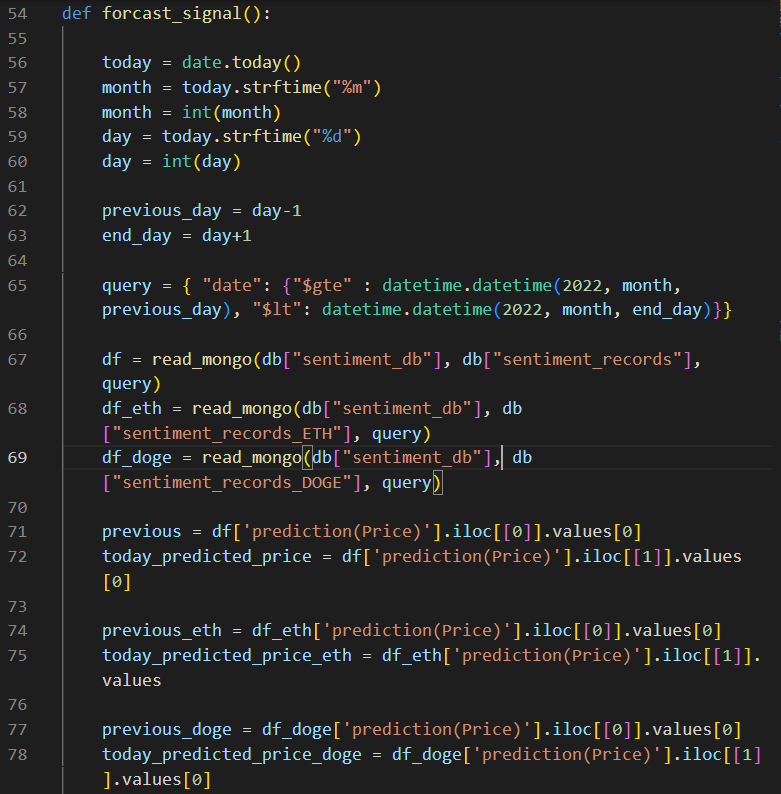 54 def forcast_signal():
55
56 today = date.today()
57 month = today.strftime("%m")
58 month = int(month)
59 day = today.strftime("%d")
60 day = int(day)
61
62 previous_day = day-1
63 end_day = day+1
64
65 query = { "date": {"$gte" : datetime.datetime(2022, month,
previous_day), "$lt": datetime.datetime(2022, month, end_day)}}
66
67 df = read_mongo(db["sentiment_db"], db["sentiment_records"],
query)
68 df_eth = read_mongo(db["sentiment_db"], db
["sentiment_records_ETH"], query)
69 df_doge = read_mongo(db["sentiment_db"], db
["sentiment_records_DOGE"], query)
70
71 previous = df['prediction(Price)'].iloc[[0]].values[0]
72 today_predicted_price = df['prediction(Price)'].iloc[[1]].values
[0]
73
74 previous_eth = df_eth['prediction(Price)'].iloc[[0]].values[0]
75 today_predicted_price_eth = df_eth['prediction(Price)'].iloc[[1]].
values
76
77 previous_doge = df_doge['prediction(Price)'].iloc[[0]].values[0]
78 today_predicted_price_doge = df_doge['prediction(Price)'].iloc[[1]
].values[0]